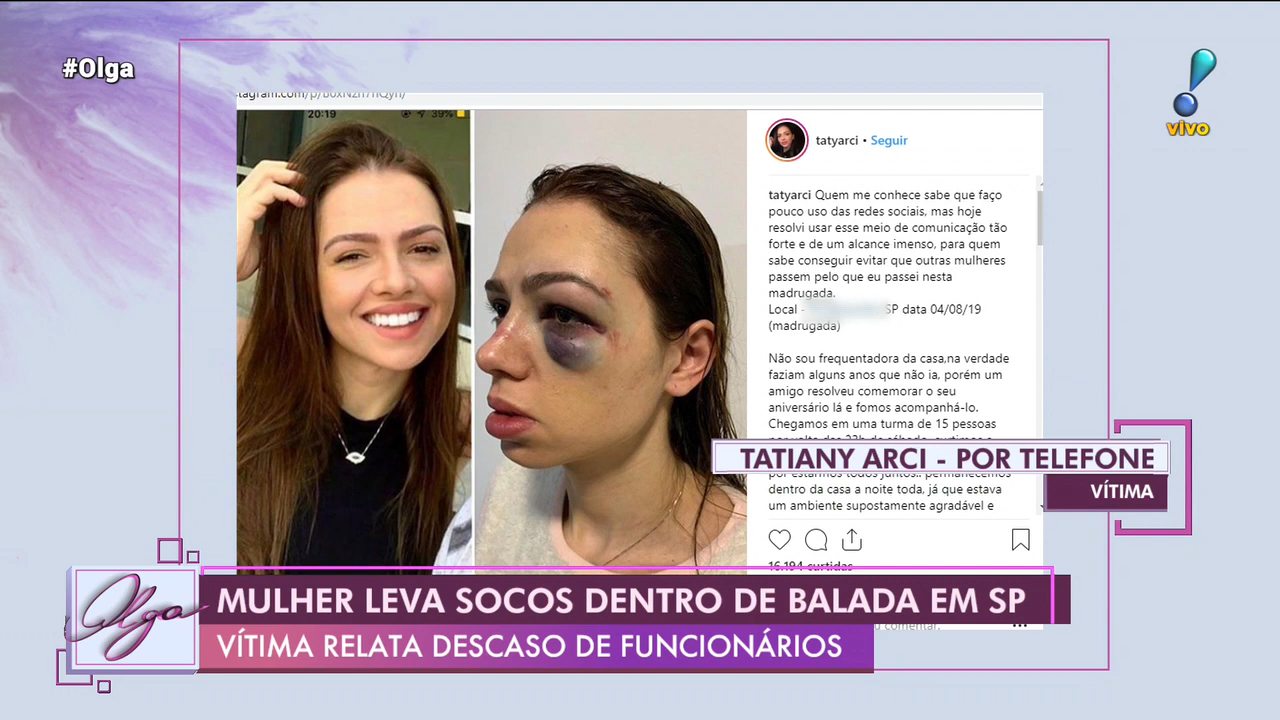 #Olga
vivo
20:19
39%
tatyarci • Seguir
tatyarci Quem me conhece sabe que faço
pouco uso das redes sociais, mas hoje
resolvi usar esse meio de comunicação tão
forte e de um alcance imenso, para quem
sabe conseguir evitar que outras mulheres
passem pelo que eu passei nesta
madrugada.
Local - SP data 04/08/19
(madrugada)
Não sou frequentadora da casa,na verdade
faziam alguns anos que não ia, porém um
amigo resolveu comemorar o seu
aniversário lá e fomos acompanhá-lo.
Chegamos em uma turma de 15 pessoas
TATIANY ARCI - POR TELEFONE
VÍTIMA
por estarmos todos juntos.. permanecemos
dentro da casa a noite toda, já que estava
um ambiente supostamente agradável e
16.194 curtidas
Olga
MULHER LEVA SOCOS DENTRO DE BALADA EM SP
VÍTIMA RELATA DESCASO DE FUNCIONÁRIOS
comentar.